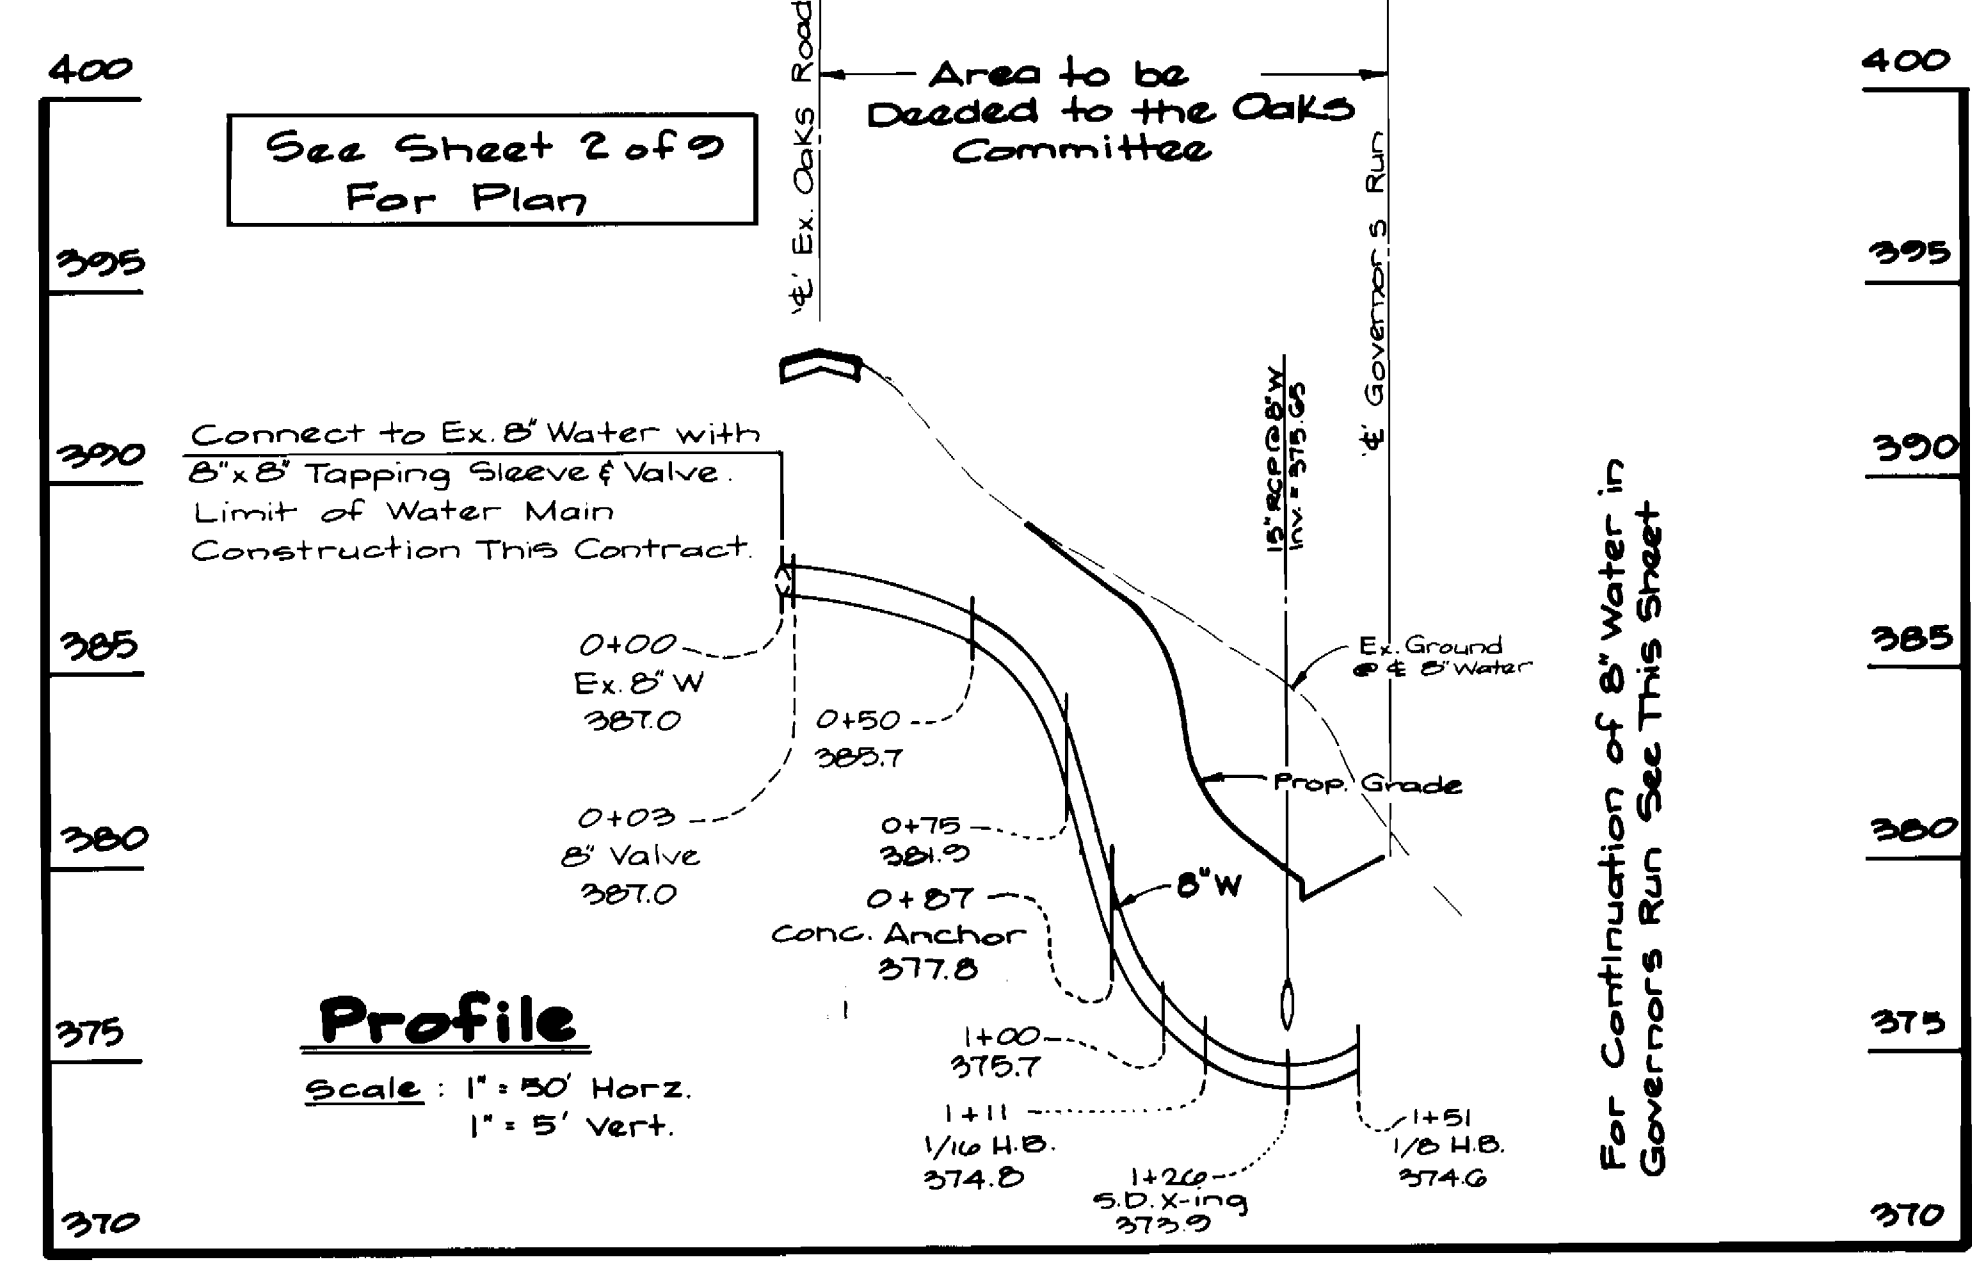 400
395
390
385
380
375
370
See Sheet 2 of 9
For Plan
℄ Ex. Oaks Road
Area to be
Deeded to the Oaks
Committee
℄ Governors Run
Connect to Ex. 8" Water with
8"x8" Tapping Sleeve & Valve.
Limit of Water Main
Construction This Contract.
15" RCP @ 8"W
Inv. = 375.65
0+00
Ex. 8" W
387.0
0+03
8" Valve
387.0
0+50
385.7
0+75
381.9
0+87
Conc. Anchor
377.8
8"W
1+00
375.7
1+11
1/16 H.B.
374.8
1+26
S.D. X-ing
373.9
1+51
1/8 H.B.
374.6
Ex. Ground
@ ℄ 8" Water
Prop. Grade
Profile
Scale : 1" = 50' Horz.
1" = 5' Vert.
For Continuation of 8" Water in
Governors Run See This Sheet
400
395
390
385
380
375
370